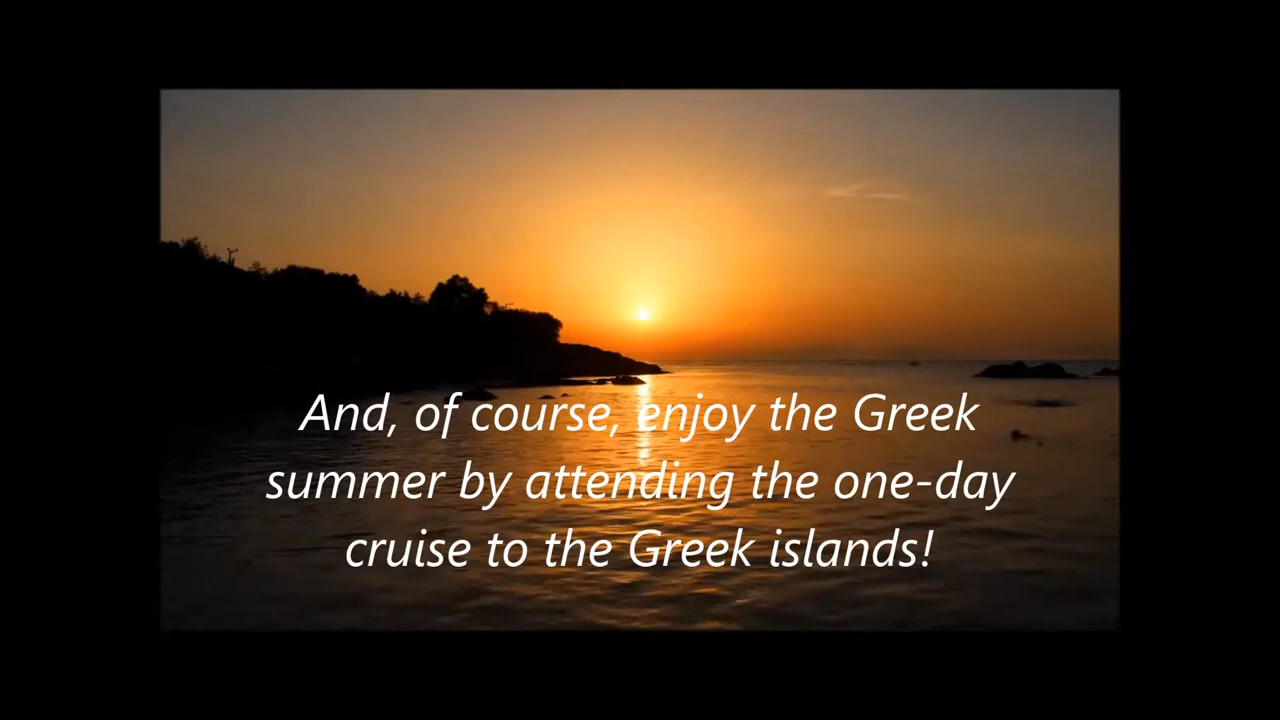 And, of course, enjoy the Greek
summer by attending the one-day
cruise to the Greek islands!